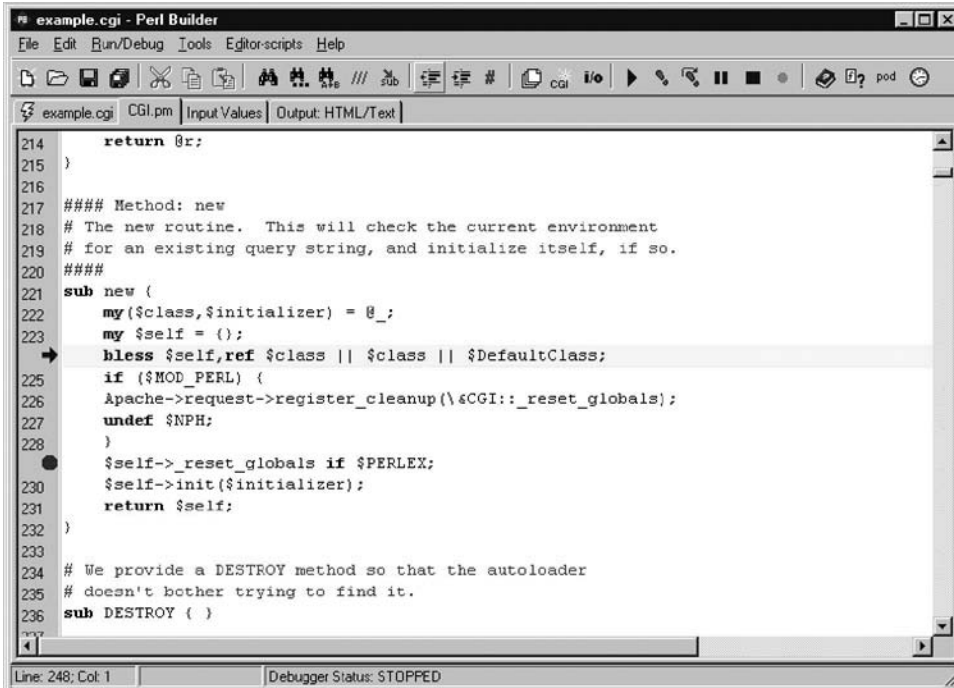 example.cgi - Perl Builder
File Edit Run/Debug Tools Editor-scripts Help
A+B /// sub # CGI i/o pod
example.cgi CGI.pm Input Values Output: HTML/Text
214 return @r;
215 }
216
217 #### Method: new
218 # The new routine.  This will check the current environment
219 # for an existing query string, and initialize itself, if so.
220 ####
221 sub new {
222 my($class,$initializer) = @_;
223 my $self = {};
bless $self,ref $class || $class || $DefaultClass;
225 if ($MOD_PERL) {
226 Apache->request->register_cleanup(\&CGI::_reset_globals);
227 undef $NPH;
228 }
$self->_reset_globals if $PERLEX;
230 $self->init($initializer);
231 return $self;
232 }
233
234 # We provide a DESTROY method so that the autoloader
235 # doesn't bother trying to find it.
236 sub DESTROY { }
Line: 248; Col: 1 Debugger Status: STOPPED